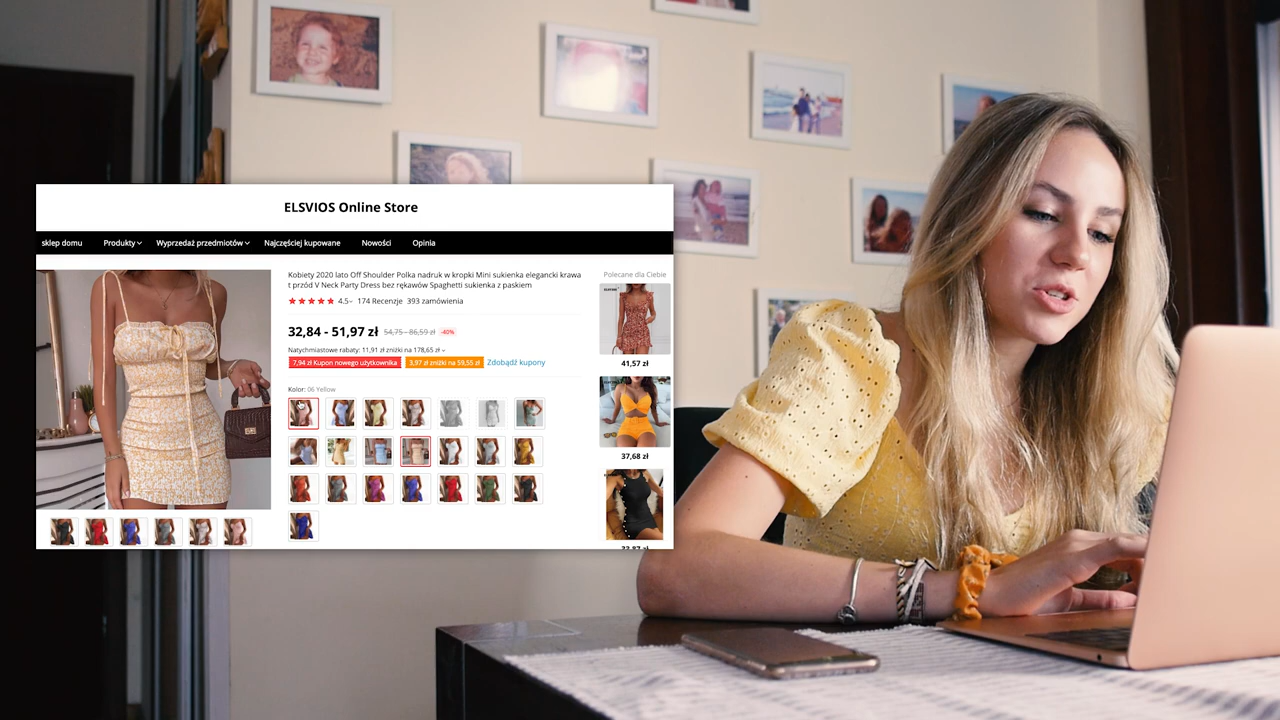 ELSVIOS Online Store
sklep domu Produkty Wyprzedaż przedmiotów Najczęściej kupowane Nowości Opinia
Kobiety 2020 lato Off Shoulder Polka nadruk w kropki Mini sukienka elegancki krawa
t przód V Neck Party Dress bez rękawów Spaghetti sukienka z paskiem
4.5 174 Recenzje 393 zamówienia
32,84 - 51,97 zł 54,75 - 86,59 zł -40%
Natychmiastowe rabaty: 11,91 zł zniżki na 178,65 zł
7,94 zł Kupon nowego użytkownika 3,97 zł zniżki na 59,55 zł Zdobądź kupony
Kolor: 06 Yellow
Polecane dla Ciebie
41,57 zł
37,68 zł